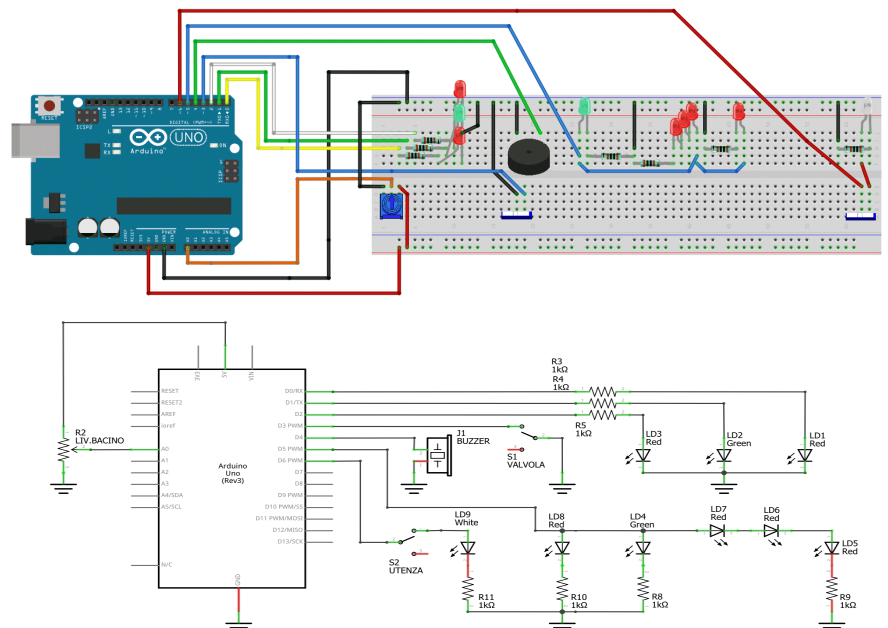 RESET
ICSP2
L
TX
RX
Arduino
UNO
DIGITAL (PWM=~)
ON
ICSP
POWER
ANALOG IN
R2
LIV.BACINO
RESET
RESET2
AREF
ioref
A0
A1
A2
A3
A4/SDA
A5/SCL
N/C
3V3
5V
VIN
Arduino
Uno
(Rev3)
GND
D0/RX
D1/TX
D2
D3 PWM
D4
D5 PWM
D6 PWM
D7
D8
D9 PWM
D10 PWM/SS
D11 PWM/MOSI
D12/MISO
D13/SCK
R3
1kΩ
R4
1kΩ
R5
1kΩ
J1
BUZZER
S1
VALVOLA
LD3
Red
LD2
Green
LD1
Red
S2
UTENZA
LD9
White
LD8
Red
LD4
Green
LD7
Red
LD6
Red
LD5
Red
R11
1kΩ
R10
1kΩ
R8
1kΩ
R9
1kΩ